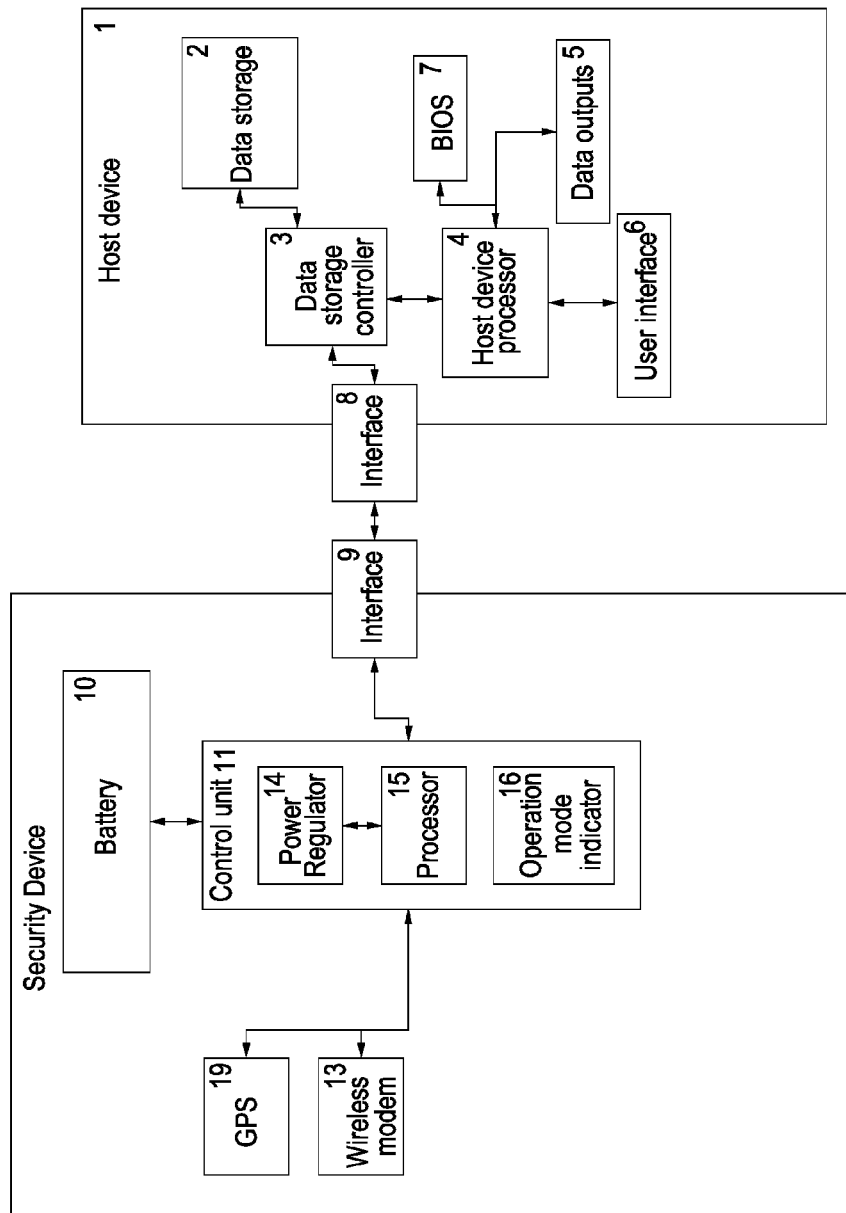 Security Device
Battery
10
Control unit 11
14
Power
Regulator
15
Processor
16
Operation
mode
indicator
19
GPS
13
Wireless
modem
9
Interface
8
Interface
Host device
1
2
Data storage
3
Data
storage
controller
4
Host device
processor
7
BIOS
Data outputs 5
User interface 6